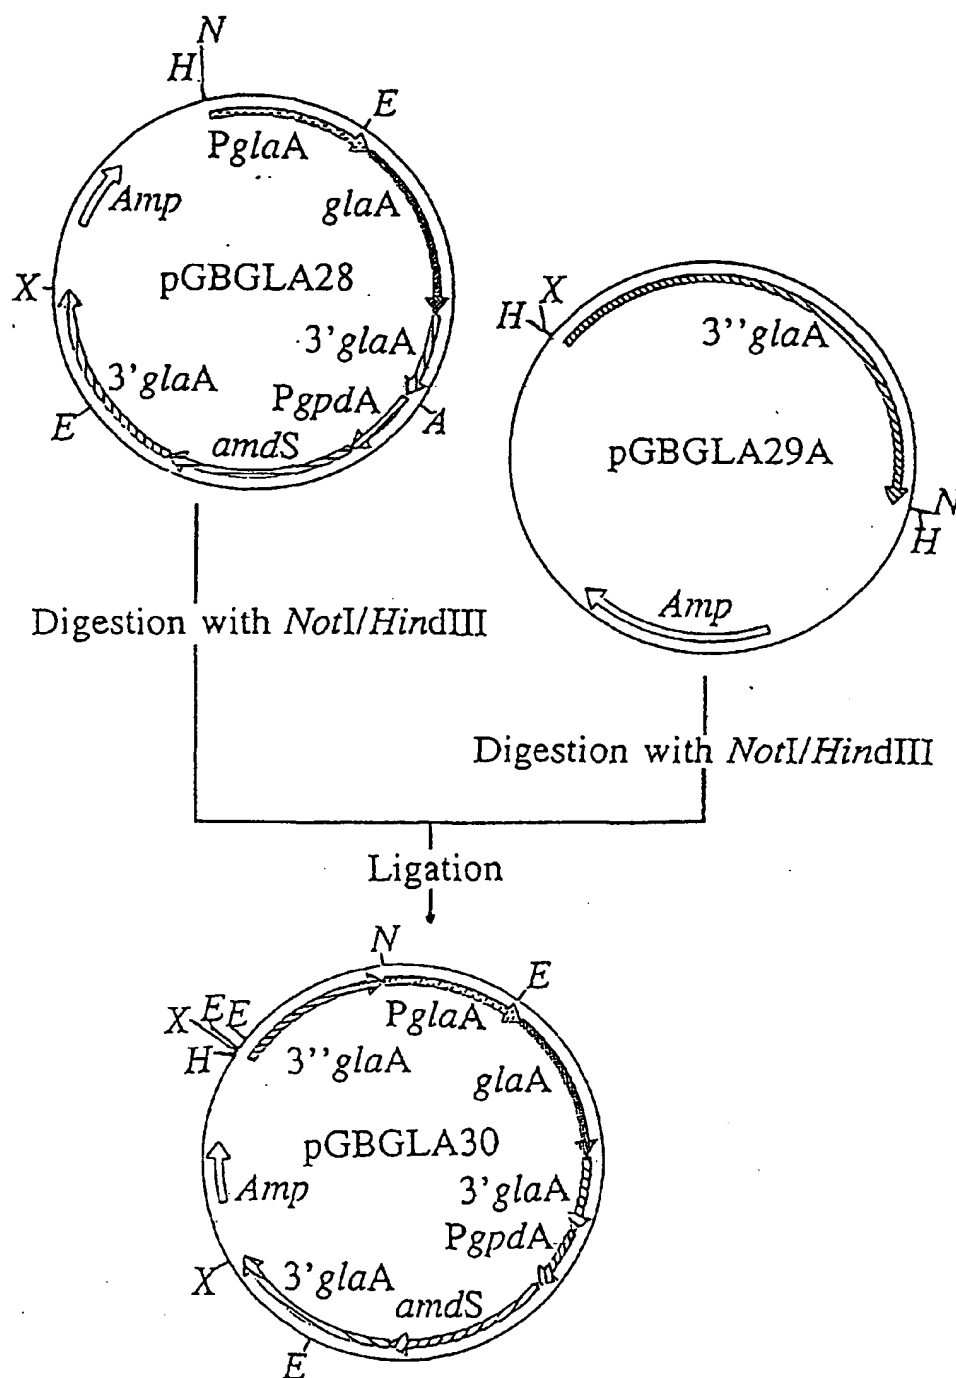 N
H
E
PglaA
Amp
glaA
X
pGBGLA28
3'glaA
3'glaA
PgpdA
E
A
amdS
X
H
3''glaA
pGBGLA29A
N
H
Amp
Digestion with NotI/HindIII
Digestion with NotI/HindIII
Ligation
N
E
X
E
E
H
PglaA
3''glaA
glaA
pGBGLA30
Amp
3'glaA
PgpdA
X
3'glaA
amdS
E